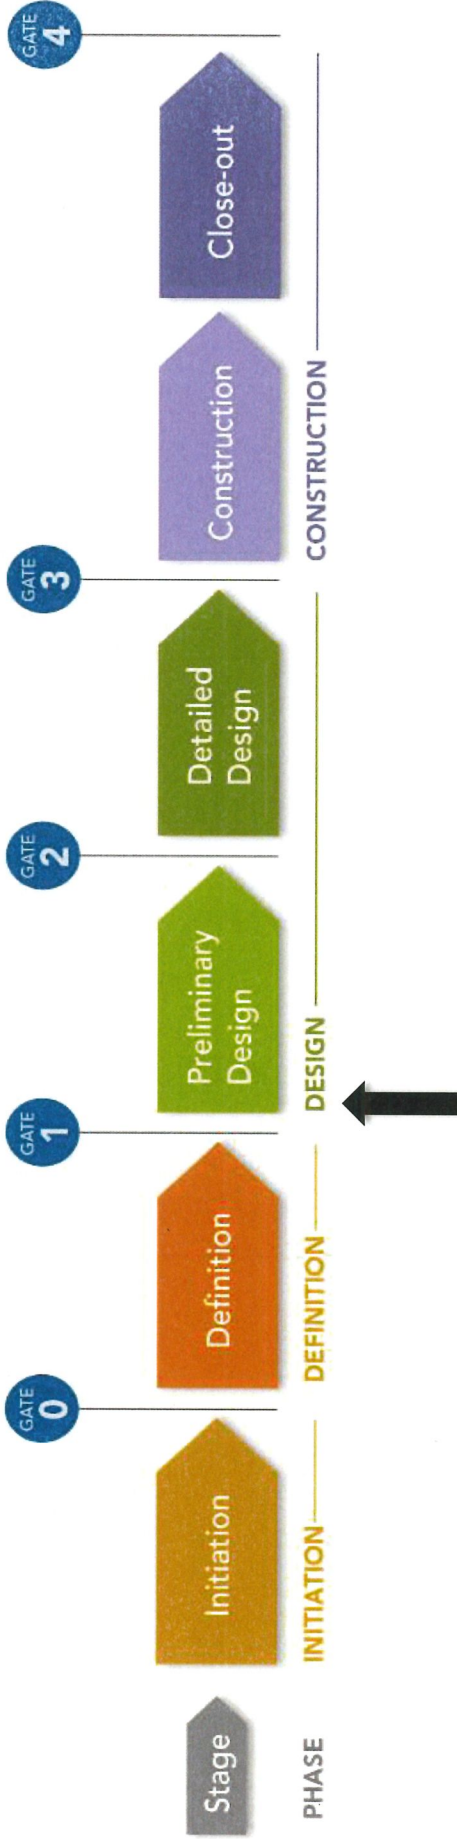 GATE
0
GATE
1
GATE
2
GATE
3
GATE
4
Stage
Initiation
Definition
Preliminary
Design
Detailed
Design
Construction
Close-out
PHASE
INITIATION
DEFINITION
DESIGN
CONSTRUCTION